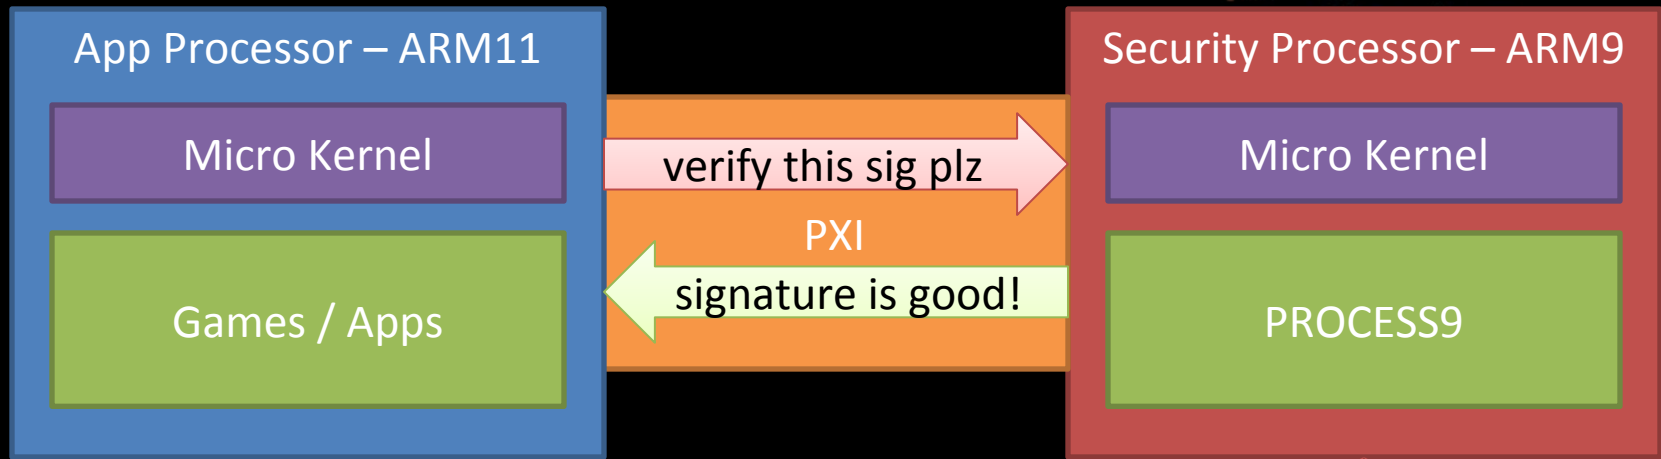 App Processor – ARM11
Micro Kernel
Games / Apps
verify this sig plz
PXI
signature is good!
Security Processor – ARM9
Micro Kernel
PROCESS9